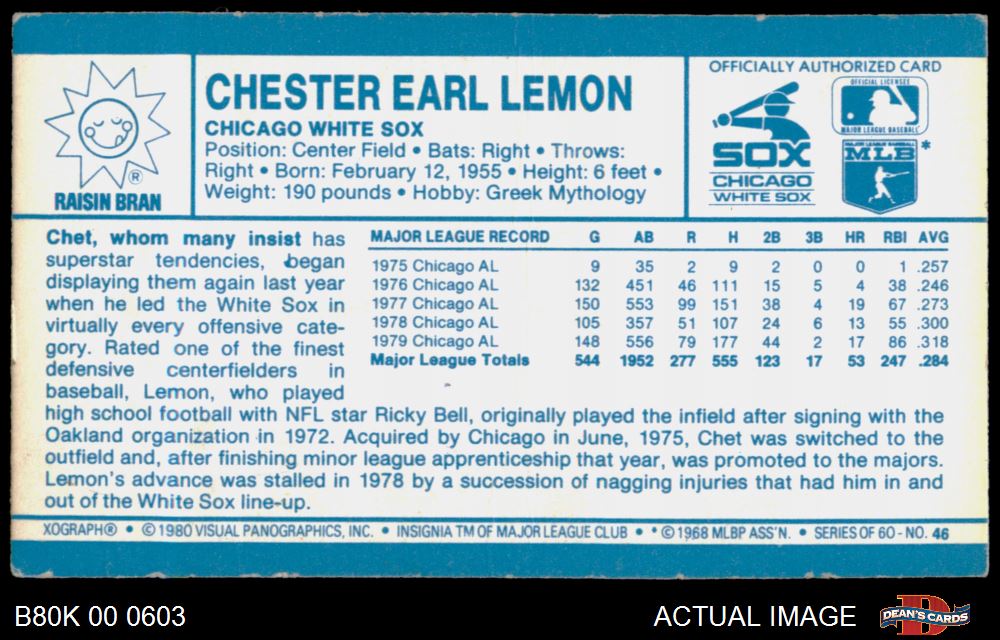 CHESTER EARL LEMON
CHICAGO WHITE SOX
Position: Center Field • Bats: Right • Throws:
Right • Born: February 12, 1955 • Height: 6 feet •
Weight: 190 pounds • Hobby: Greek Mythology
®
RAISIN BRAN
OFFICIALLY AUTHORIZED CARD
SOX
CHICAGO
WHITE SOX
OFFICIAL LICENSEE
MAJOR LEAGUE BASEBALL
MAJOR LEAGUE BASEBALL
MLB *
Chet, whom many insist has
superstar tendencies, began
displaying them again last year
when he led the White Sox in
virtually every offensive cate-
gory. Rated one of the finest
defensive centerfielders in
baseball, Lemon, who played
MAJOR LEAGUE RECORD G AB R H 2B 3B HR RBI AVG
1975 Chicago AL 9 35 2 9 2 0 0 1 .257
1976 Chicago AL 132 451 46 111 15 5 4 38 .246
1977 Chicago AL 150 553 99 151 38 4 19 67 .273
1978 Chicago AL 105 357 51 107 24 6 13 55 .300
1979 Chicago AL 148 556 79 177 44 2 17 86 .318
Major League Totals 544 1952 277 555 123 17 53 247 .284
high school football with NFL star Ricky Bell, originally played the infield after signing with the
Oakland organization in 1972. Acquired by Chicago in June, 1975, Chet was switched to the
outfield and, after finishing minor league apprenticeship that year, was promoted to the majors.
Lemon's advance was stalled in 1978 by a succession of nagging injuries that had him in and
out of the White Sox line-up.
XOGRAPH® • © 1980 VISUAL PANOGRAPHICS, INC. • INSIGNIA TM OF MAJOR LEAGUE CLUB • * © 1968 MLBP ASS'N. • SERIES OF 60 - NO. 46
B80K 00 0603
ACTUAL IMAGE
D
DEAN'S CARDS